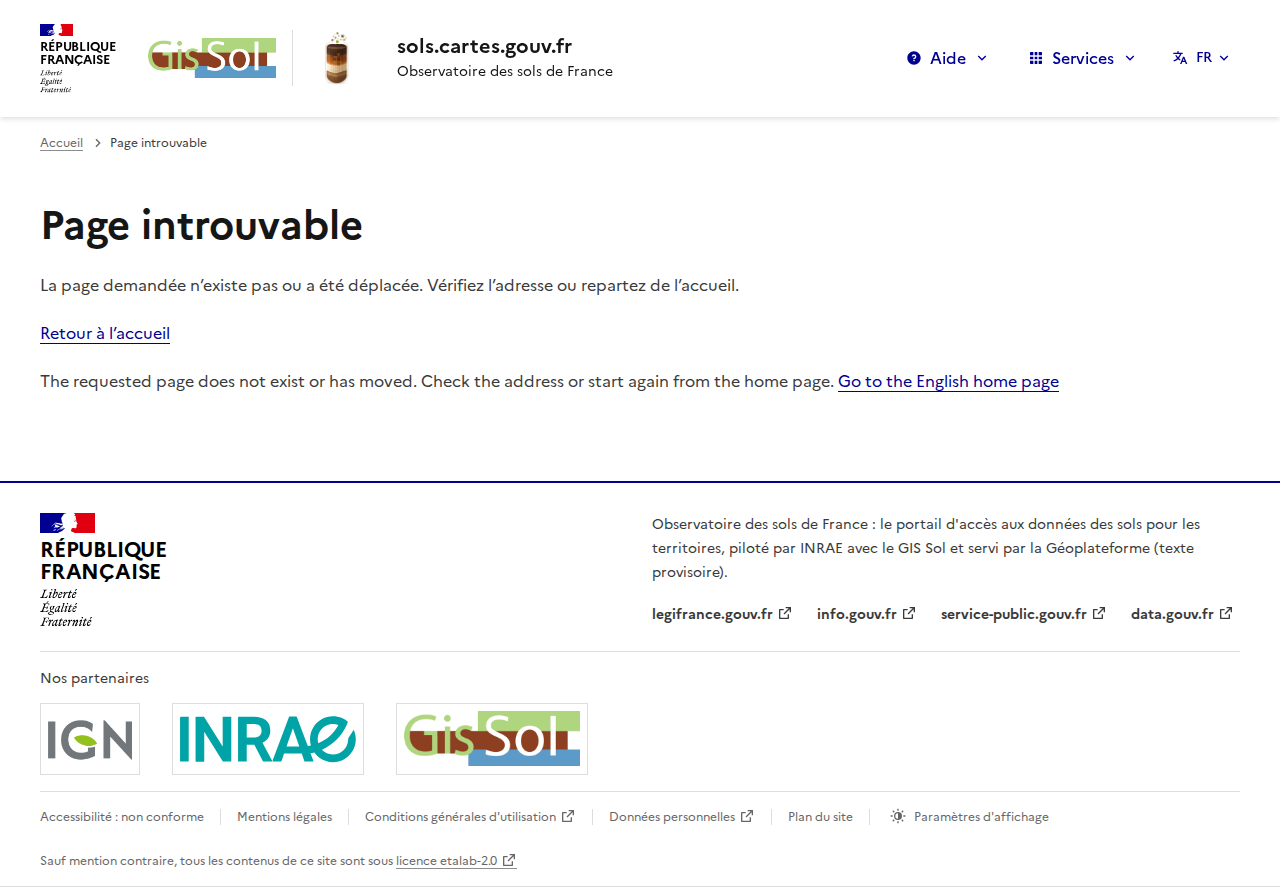 RÉPUBLIQUE
FRANÇAISE
Liberté
Égalité
Fraternité
GisSol
sols.cartes.gouv.fr
Observatoire des sols de France
Aide
Services
FR
Accueil
Page introuvable
Page introuvable
La page demandée n’existe pas ou a été déplacée. Vérifiez l’adresse ou repartez de l’accueil.
Retour à l’accueil
The requested page does not exist or has moved. Check the address or start again from the home page. Go to the English home page
RÉPUBLIQUE
FRANÇAISE
Liberté
Égalité
Fraternité
Observatoire des sols de France : le portail d'accès aux données des sols pour les
territoires, piloté par INRAE avec le GIS Sol et servi par la Géoplateforme (texte
provisoire).
legifrance.gouv.fr
info.gouv.fr
service-public.gouv.fr
data.gouv.fr
Nos partenaires
IGN
INRAE
GisSol
Accessibilité : non conforme
Mentions légales
Conditions générales d'utilisation
Données personnelles
Plan du site
Paramètres d'affichage
Sauf mention contraire, tous les contenus de ce site sont sous licence etalab-2.0